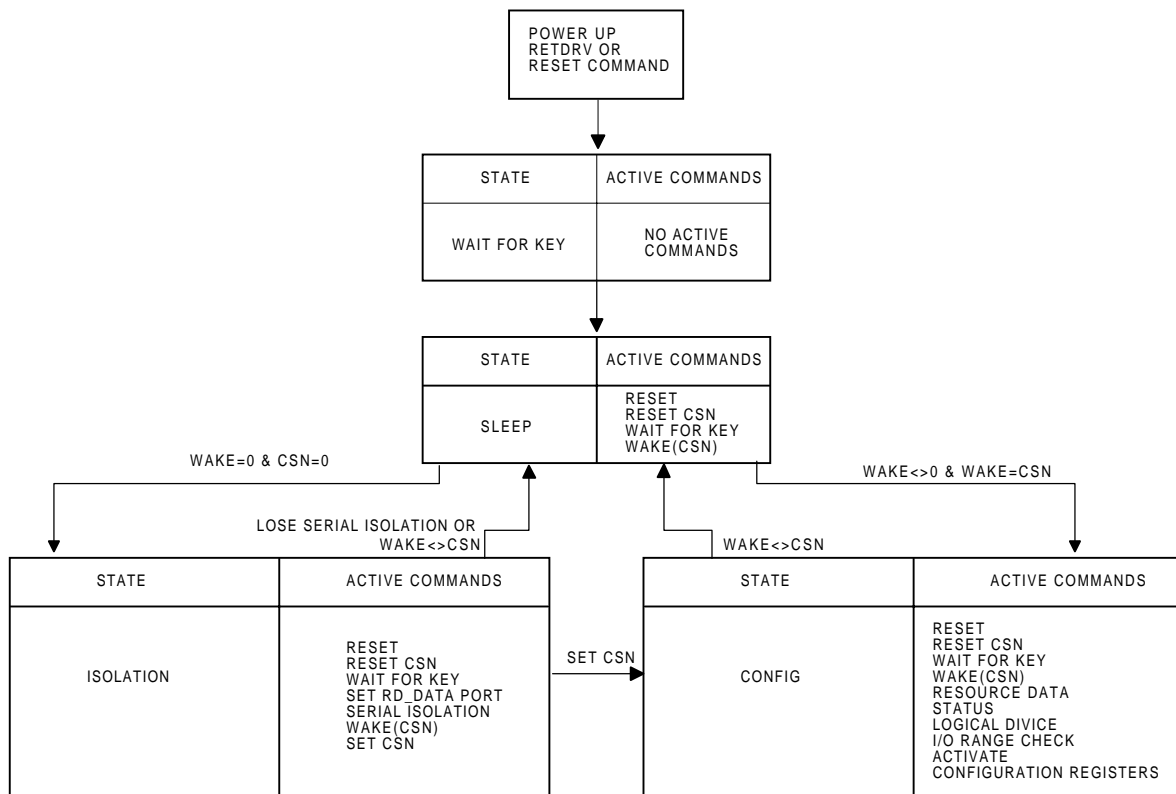 POWER UP
RETDRV OR
RESET COMMAND
STATE
ACTIVE COMMANDS
WAIT FOR KEY
NO ACTIVE
COMMANDS
STATE
ACTIVE COMMANDS
SLEEP
RESET
RESET CSN
WAIT FOR KEY
WAKE(CSN)
WAKE=0 & CSN=0
WAKE<>0 & WAKE=CSN
LOSE SERIAL ISOLATION OR
WAKE<>CSN
WAKE<>CSN
STATE
ACTIVE COMMANDS
ISOLATION
RESET
RESET CSN
WAIT FOR KEY
SET RD_DATA PORT
SERIAL ISOLATION
WAKE(CSN)
SET CSN
SET CSN
STATE
ACTIVE COMMANDS
CONFIG
RESET
RESET CSN
WAIT FOR KEY
WAKE(CSN)
RESOURCE DATA
STATUS
LOGICAL DIVICE
I/O RANGE CHECK
ACTIVATE
CONFIGURATION REGISTERS